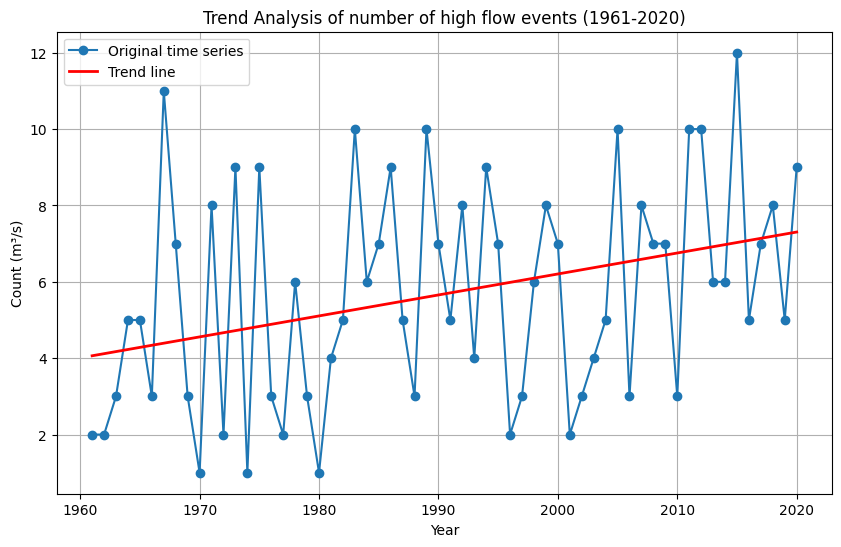 Trend Analysis of number of high flow events (1961-2020)
Original time series
Trend line
12
10
8
6
4
2
Count (m³/s)
1960 1970 1980 1990 2000 2010 2020
Year